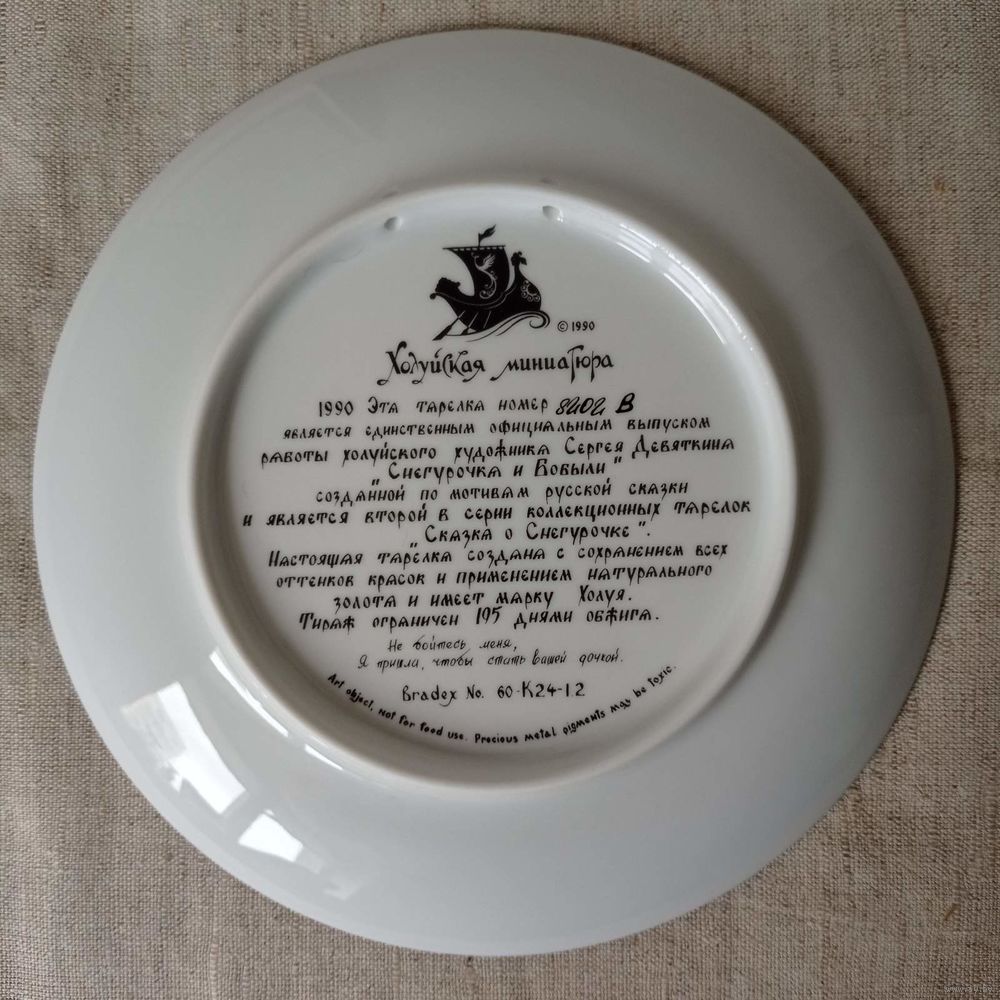 © 1990
Холуйская миниатюра
1990 Эта тарелка номер В
является единственным официальным выпуском
работы холуйского художника Сергея Девяткина
"Снегурочка и Бобыли"
созданной по мотивам русской сказки
и является второй в серии коллекционных тарелок
"Сказка о Снегурочке".
Настоящая тарелка создана с сохранением всех
оттенков красок и применением натурального
золота и имеет марку Холуя.
Тираж ограничен 195 днями обжига.
Не бойтесь меня,
Я пришла, чтобы стать вашей дочкой.
Bradex No. 60-K24-1.2
Art object, not for food use. Precious metal pigments may be toxic.